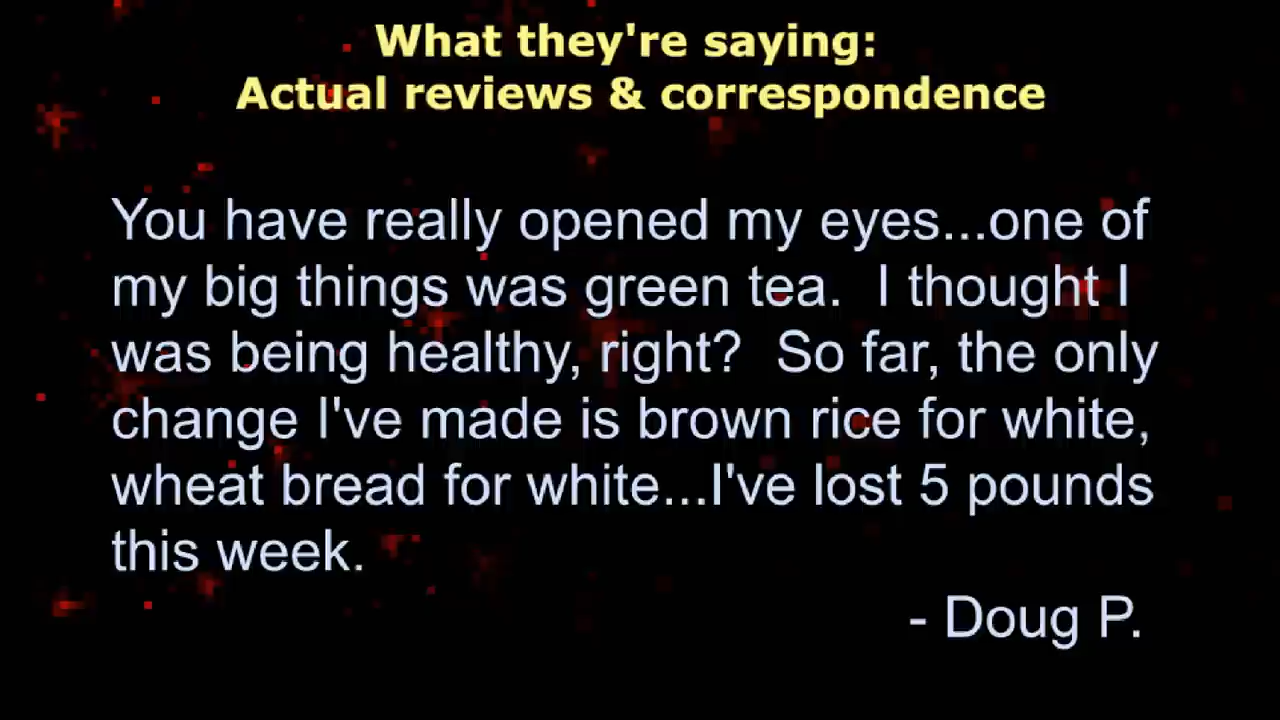 What they're saying:
Actual reviews & correspondence
You have really opened my eyes...one of
my big things was green tea.  I thought I
was being healthy, right?  So far, the only
change I've made is brown rice for white,
wheat bread for white...I've lost 5 pounds
this week.
- Doug P.